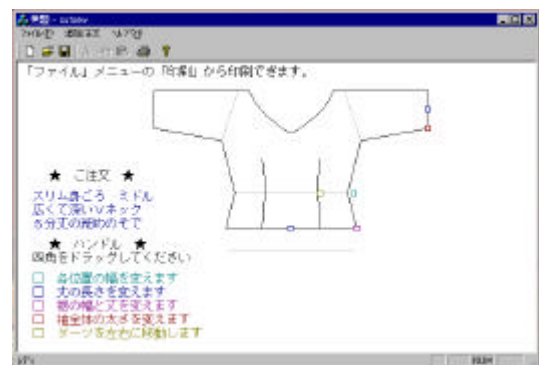 「ファイル」メニューの「印刷」から印刷できます。
★ ご注文 ★
スリム身ごろ ミドル
広くて深いVネック
5分丈の細めのそで
★ ハンドル ★
四角をドラッグしてください
□ 各位置の幅を変えます
□ 丈の長さを変えます
□ 裾の幅と丈を変えます
□ 袖全体の太さを変えます
□ ダーツを左右に移動します
NUM